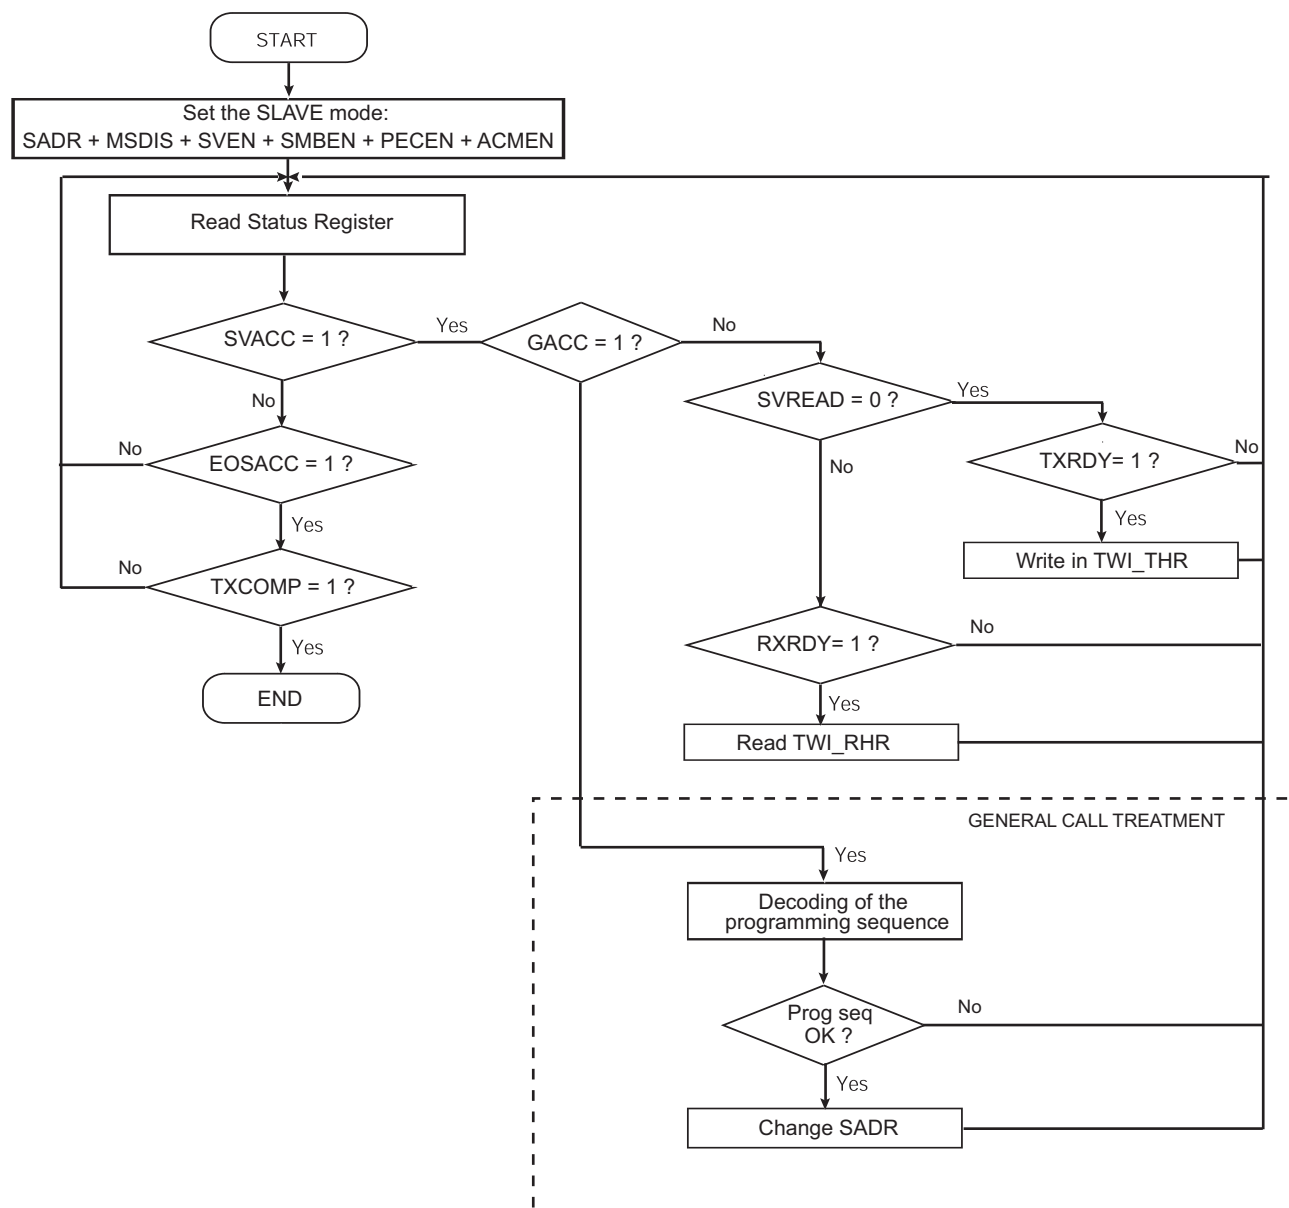 START
Set the SLAVE mode:
SADR + MSDIS + SVEN + SMBEN + PECEN + ACMEN
Read Status Register
SVACC = 1 ?
Yes
GACC = 1 ?
No
SVREAD = 0 ?
Yes
No
No
EOSACC = 1 ?
No
TXRDY= 1 ?
No
Yes
Yes
Write in TWI_THR
No
TXCOMP = 1 ?
Yes
END
RXRDY= 1 ?
No
Yes
Read TWI_RHR
GENERAL CALL TREATMENT
Yes
Decoding of the
programming sequence
Prog seq
OK ?
No
Yes
Change SADR